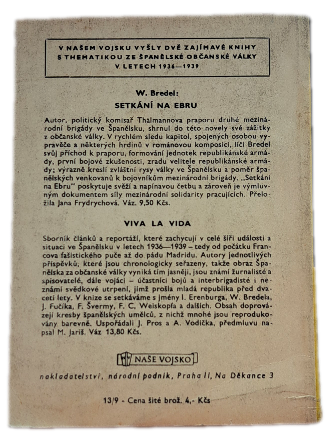 V NAŠEM VOJSKU VYŠLY DVĚ ZAJÍMAVÉ KNIHY
S THEMATIKOU ZE ŠPANĚLSKÉ OBČANSKÉ VÁLKY
V LETECH 1936—1939
W. Bredel:
SETKÁNÍ NA EBRU
Autor, politický komisař Thälmannova praporu druhé meziná-
rodní brigády ve Španělsku, shrnul do této novely své zážitky
z občanské války. V rychlém sledu kapitol, spojených osobou vy-
pravěče a některých hrdinů v románovou komposici, líčí Bredel
svůj příchod k praporu, formování jednotek republikánské armá-
dy, první bojové zkušenosti, zradu velitele republikánské armá-
dy; výrazně kreslí zvláštní rysy války ve Španělsku a poměr špa-
nělských venkovanů k bojovníkům mezinárodní brigády. „Setkání
na Ebru" poskytuje svěží a napínavou četbu a zároveň je výmluv-
ným dokumentem síly mezinárodní solidarity pracujících. Přelo-
žila Jana Frydrychová. Váz. 9,50 Kčs.
VIVA LA VIDA
Sborník článků a reportáží, které zachycují v celé šíři události a
situaci ve Španělsku v letech 1936—1939 – tedy od počátku Fran-
cova fašistického puče až do pádu Madridu. Autory jednotlivých
příspěvků, které jsou chronologicky seřazeny, takže obraz Špa-
nělska za občanské války vyniká tím jasněji, jsou známí žurnalisté a
spisovatelé, dále vojáci – účastníci bojů a interbrigadisté i ne-
známí svědkové utrpení, jimž prošla mladá republika před dva-
ceti lety. V knize se setkáváme s jmény I. Erenburga, W. Bredela,
J. Fučíka, F. Švermy, F. C. Weiskopfa a dalších. Obsah doprová-
zejí kresby španělských umělců, z nichž mnohé jsou reproduko-
vány barevně. Uspořádali J. Pros a A. Vodička, předmluvu na-
psal M. Jariš. Váz 13,80 Kčs.
NAŠE VOJSKO
nakladatelství, národní podnik, Praha II, Na Děkance 3
13/9 - Cena šité brož. 4,- Kčs